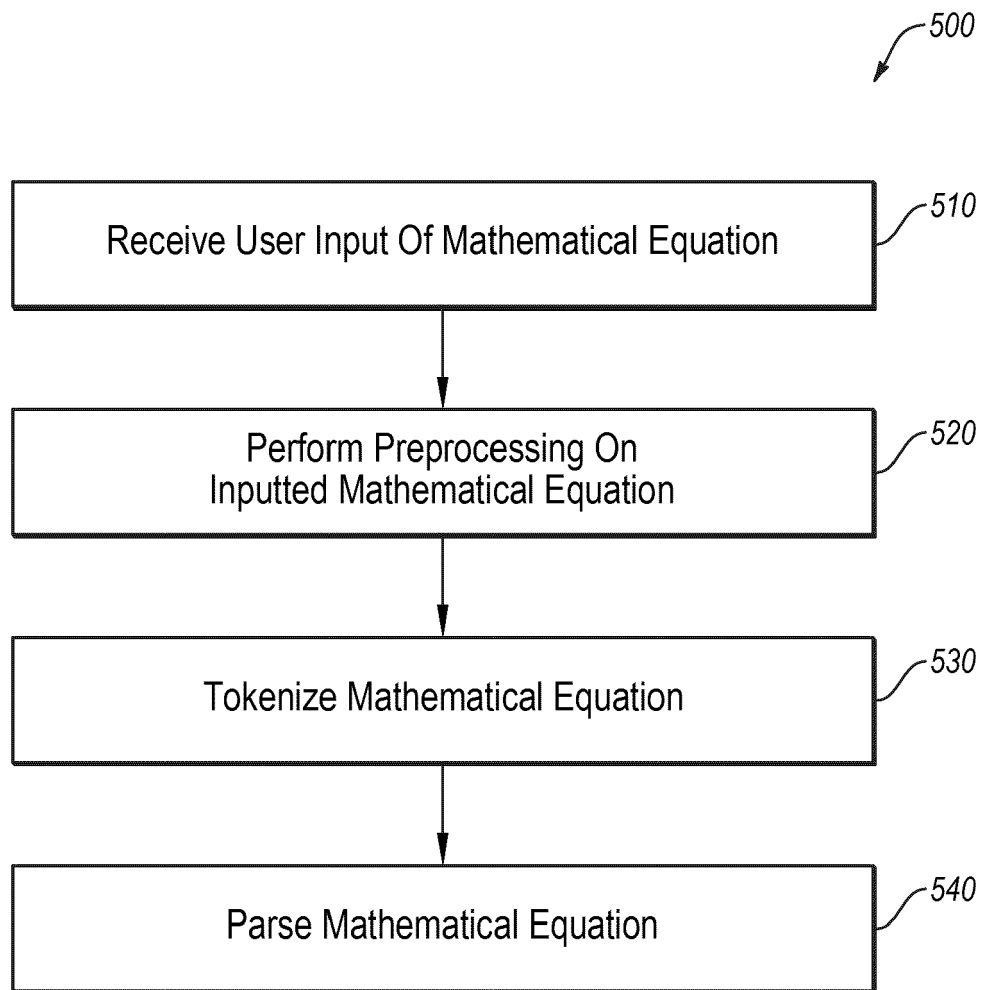 500
Receive User Input Of Mathematical Equation
510
Perform Preprocessing On
Inputted Mathematical Equation
520
Tokenize Mathematical Equation
530
Parse Mathematical Equation
540